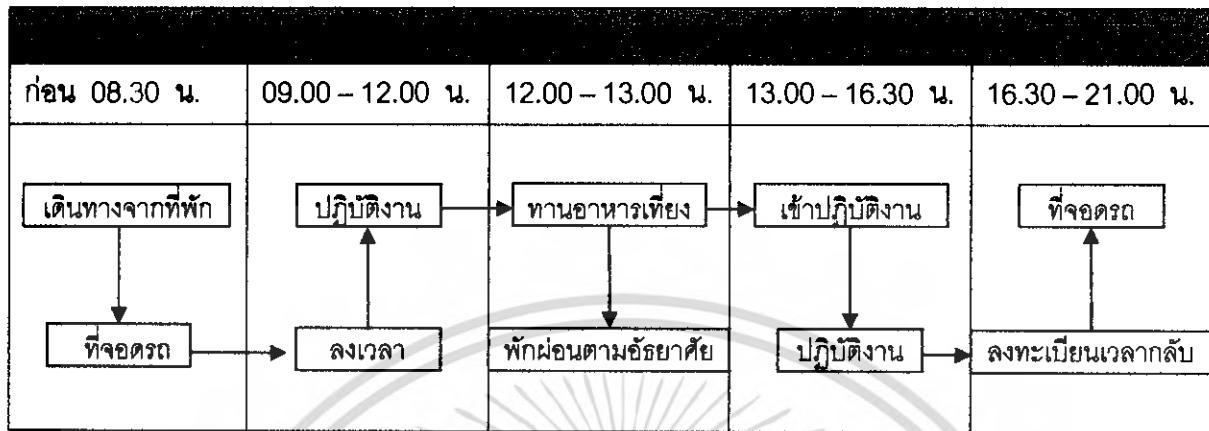 ก่อน 08.30 น.
09.00 – 12.00 น.
12.00 – 13.00 น.
13.00 – 16.30 น.
16.30 – 21.00 น.
เดินทางจากที่พัก
ปฏิบัติงาน
ทานอาหารเที่ยง
เข้าปฏิบัติงาน
ที่จอดรถ
ที่จอดรถ
ลงเวลา
พักผ่อนตามอัธยาศัย
ปฏิบัติงาน
ลงทะเบียนเวลากลับ